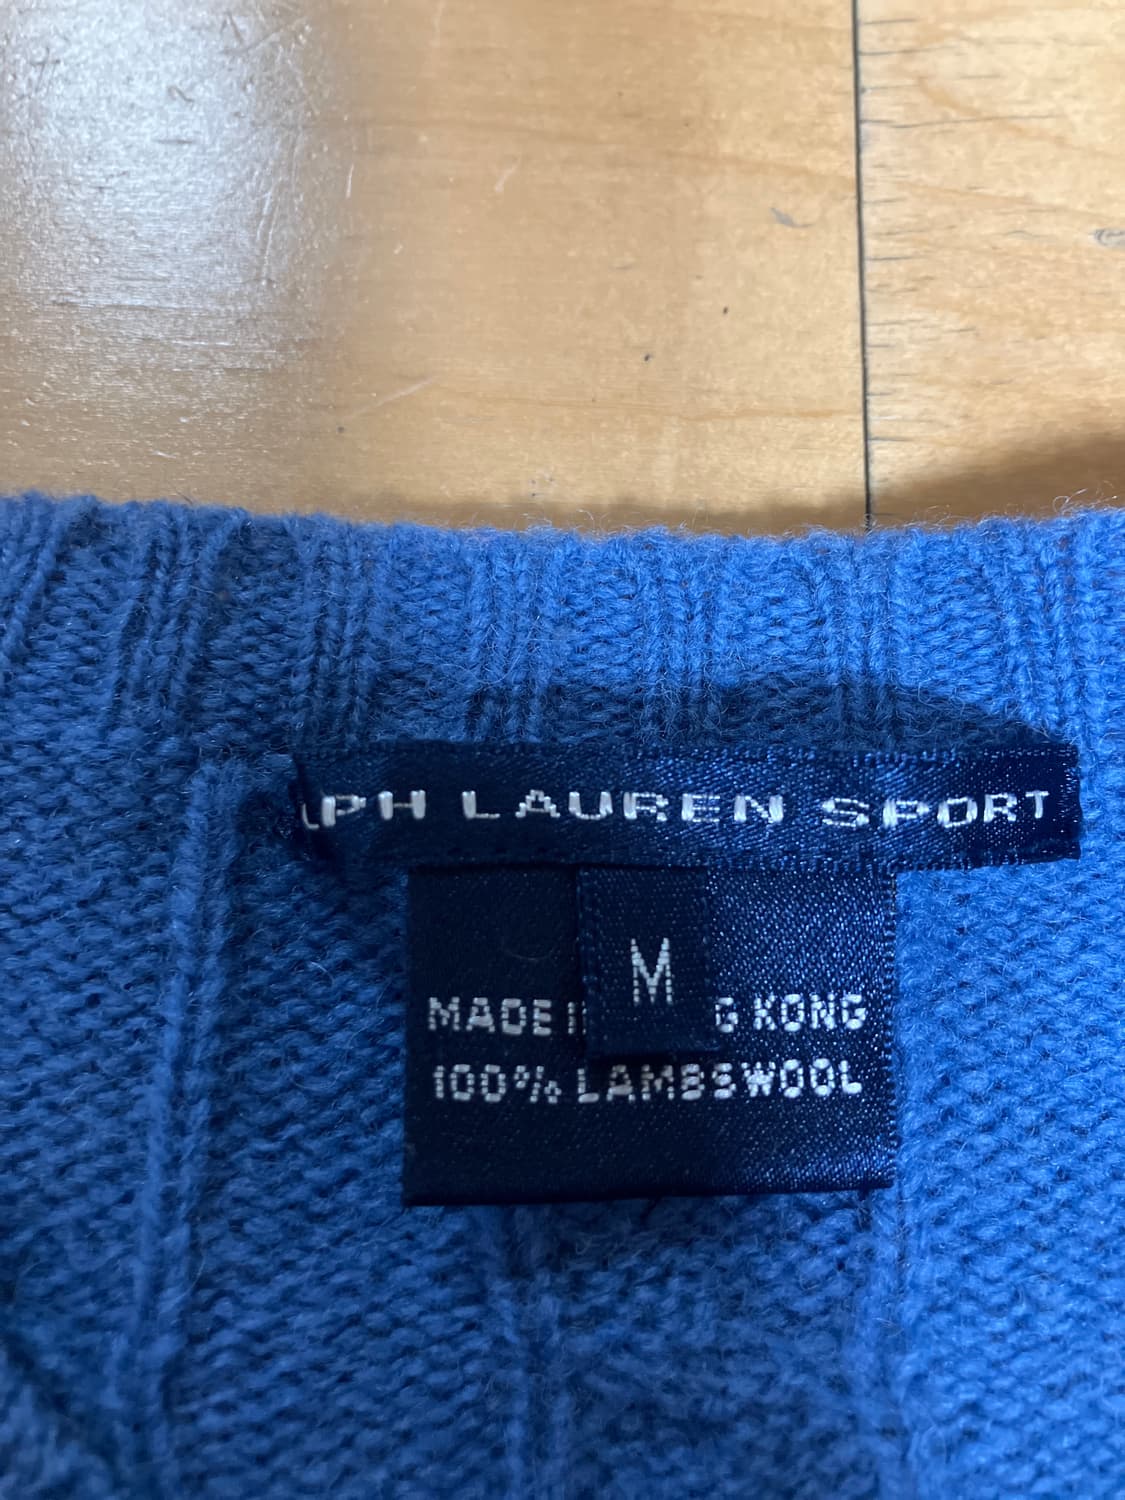 LPH LAUREN SPORT
M
MADE I G KONG
100% LAMBSWOOL